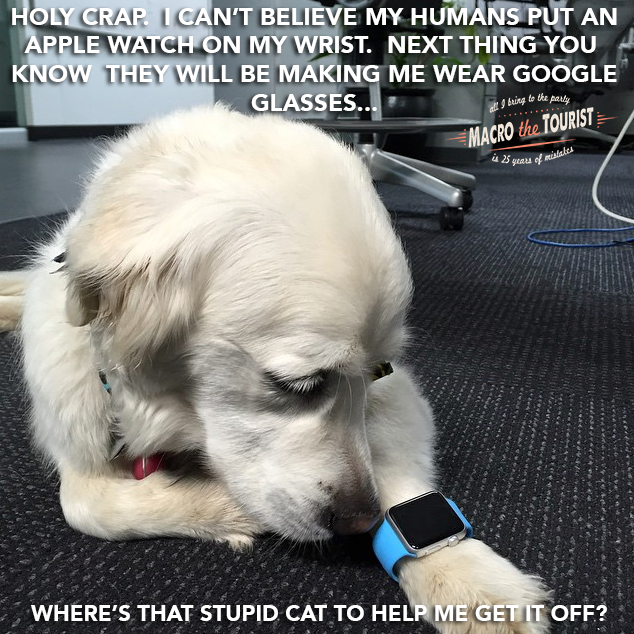 HOLY CRAP.  I CAN'T BELIEVE MY HUMANS PUT AN
APPLE WATCH ON MY WRIST.  NEXT THING YOU
KNOW  THEY WILL BE MAKING ME WEAR GOOGLE
GLASSES...
all I bring to the party
MACRO the TOURIST
is 25 years of mistakes
WHERE'S THAT STUPID CAT TO HELP ME GET IT OFF?